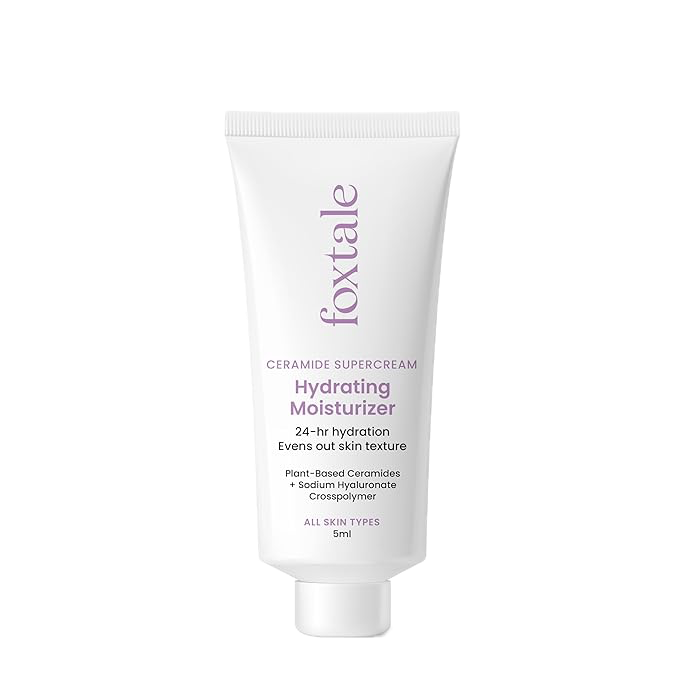 foxtale
CERAMIDE SUPERCREAM
Hydrating
Moisturizer
24-hr hydration
Evens out skin texture
Plant-Based Ceramides
+ Sodium Hyaluronate
Crosspolymer
ALL SKIN TYPES
5ml